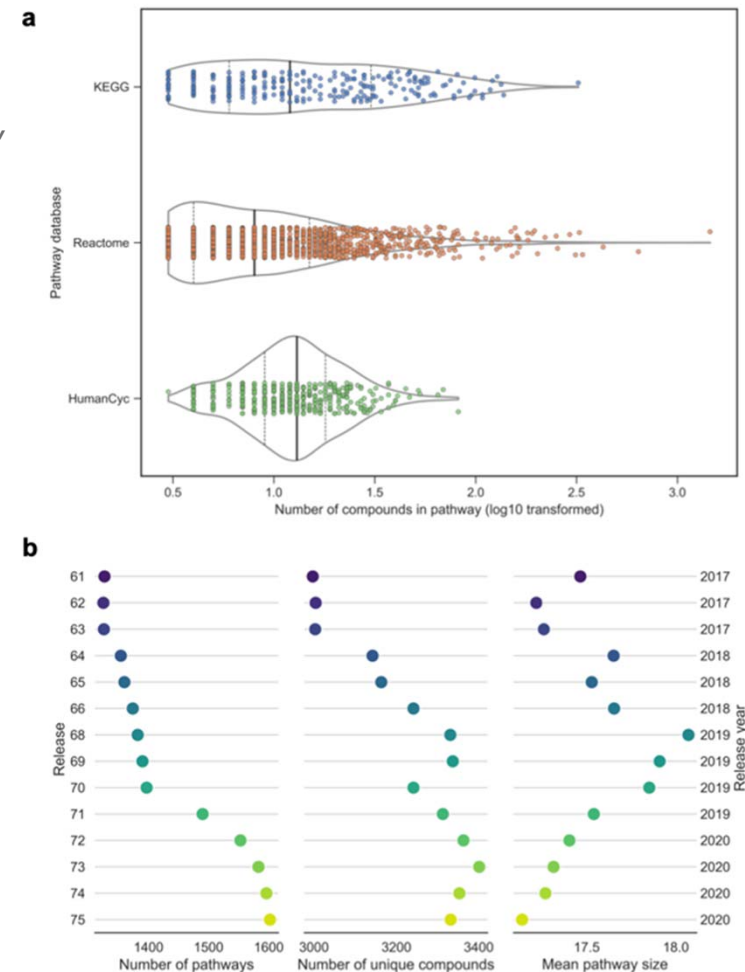 a
KEGG
Reactome
HumanCyc
Pathway database
0.5 1.0 1.5 2.0 2.5 3.0
Number of compounds in pathway (log10 transformed)
b
61 2017
62 2017
63 2017
64 2018
65 2018
66 2018
68 2019
69 2019
70 2019
71 2019
72 2020
73 2020
74 2020
75 2020
Release
Release year
1400 1500 1600 3000 3200 3400 17.5 18.0
Number of pathways Number of unique compounds Mean pathway size